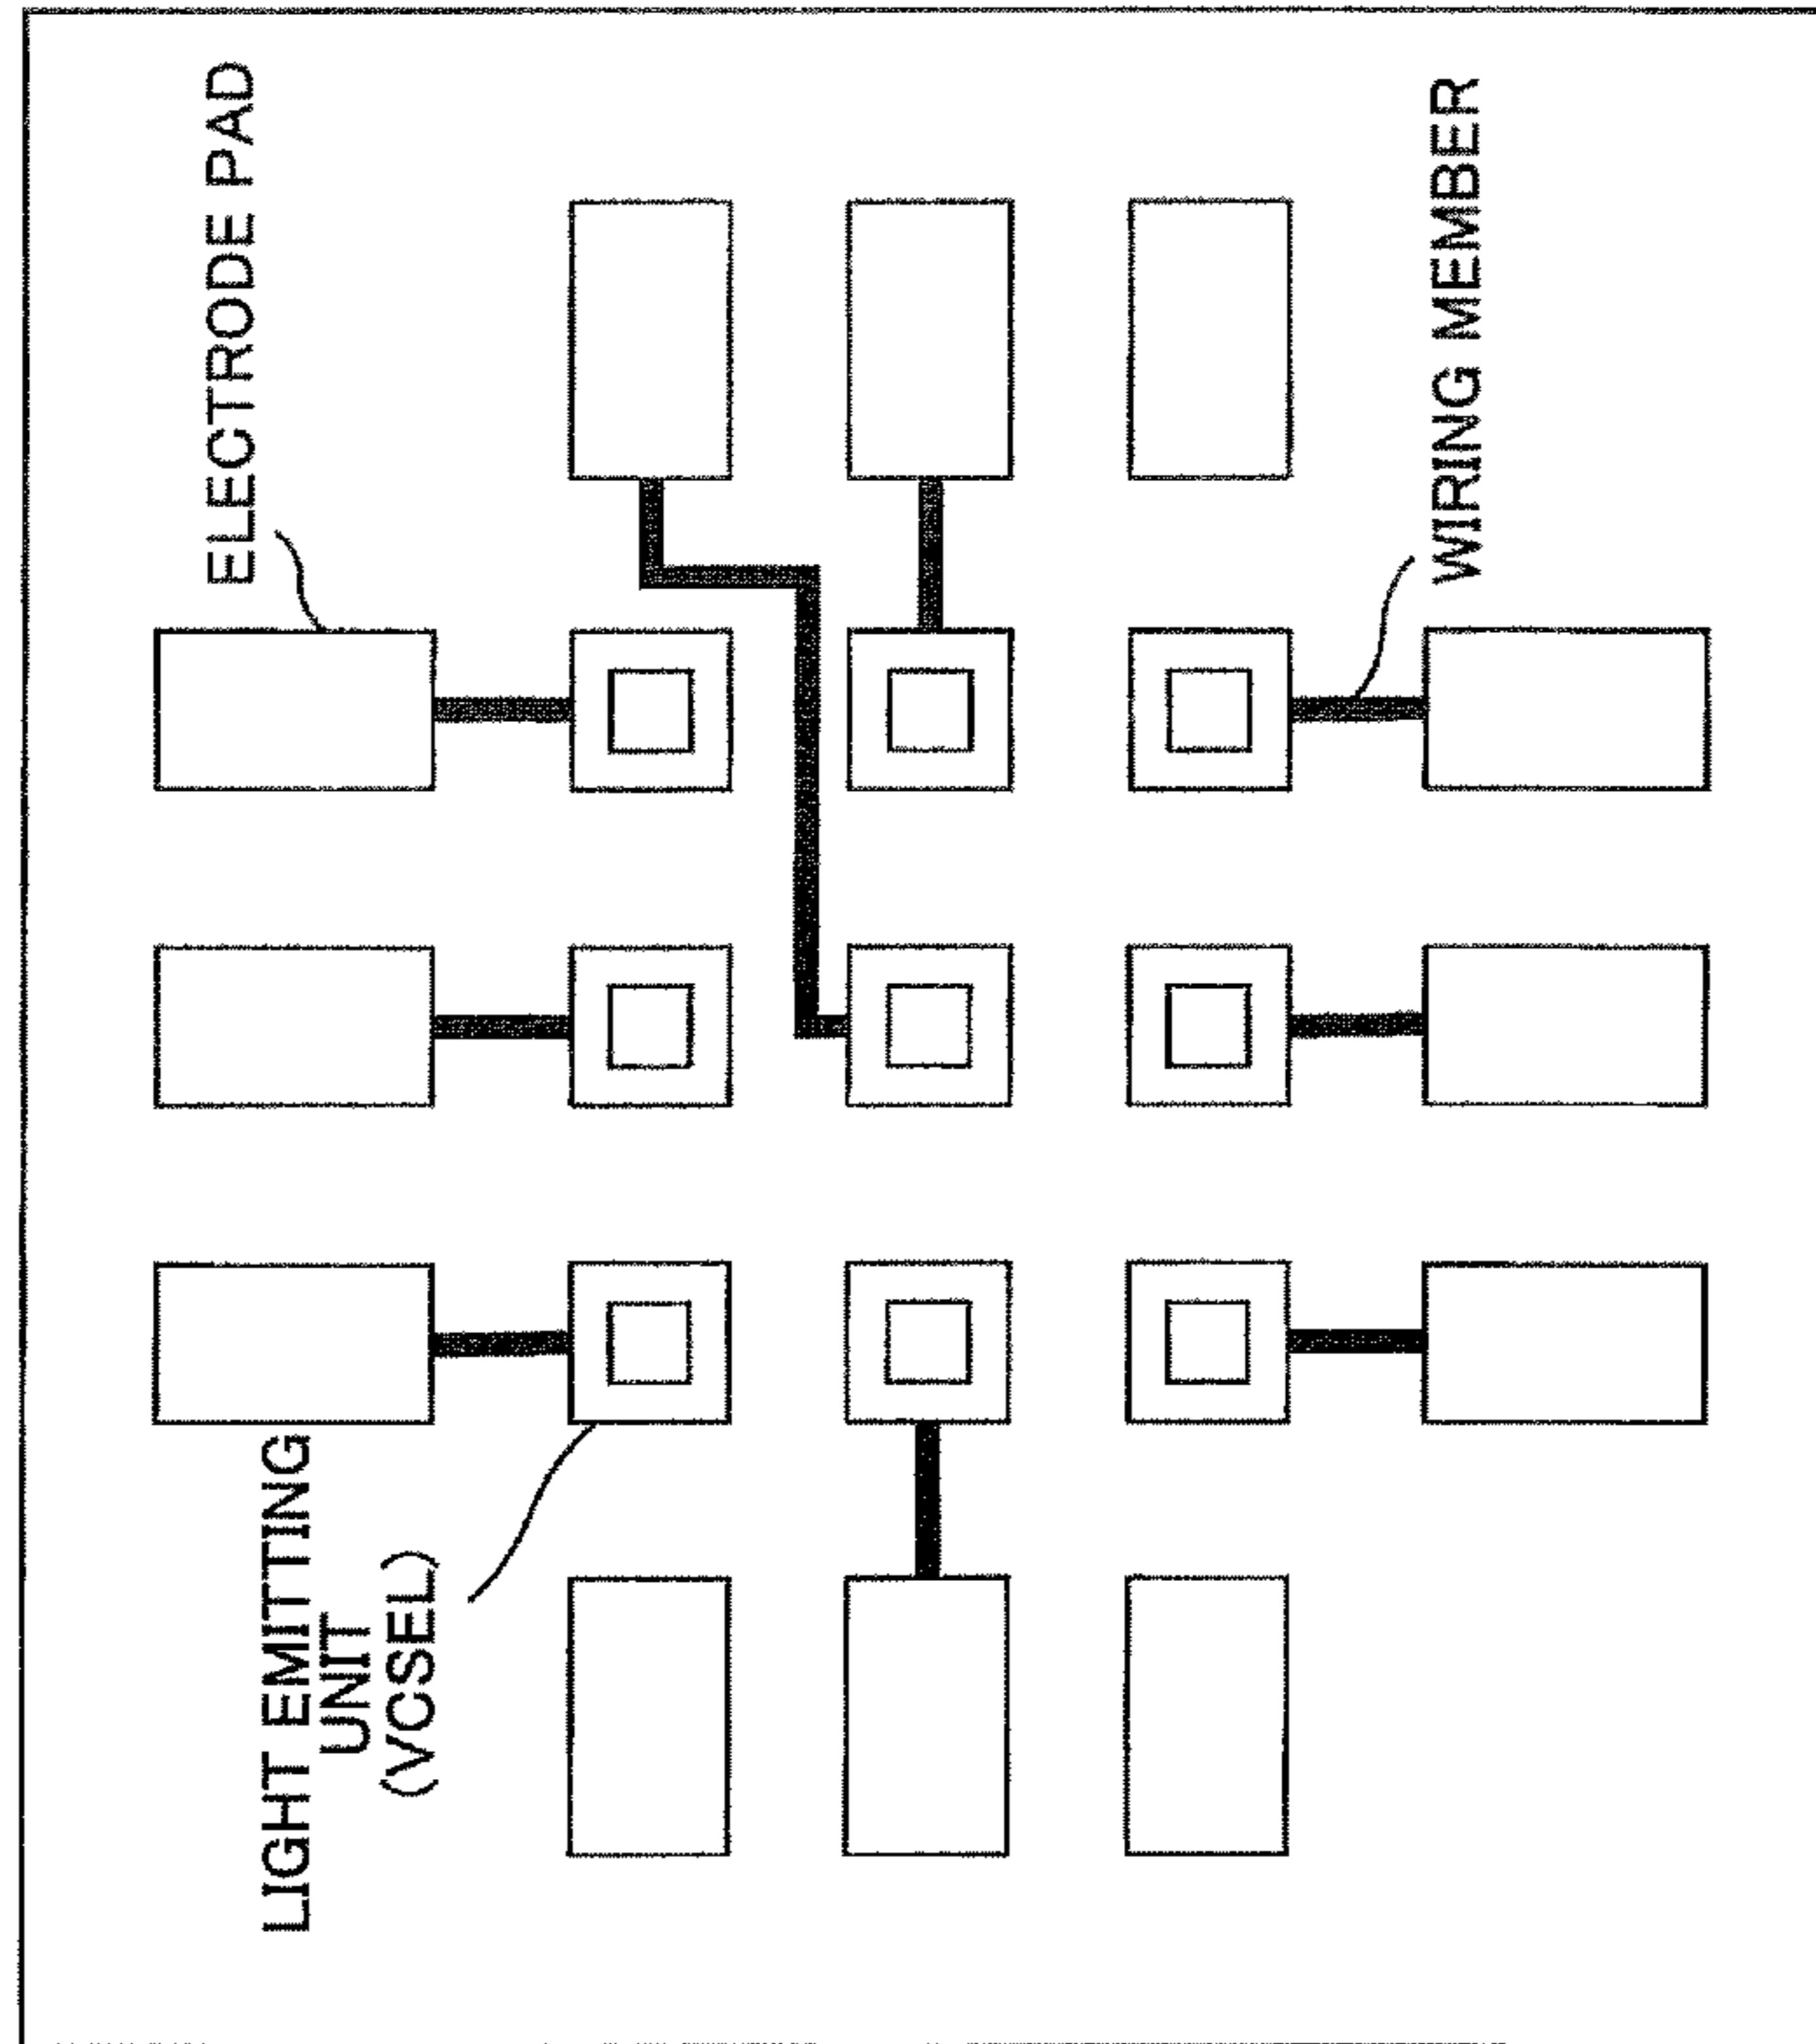 ELECTRODE PAD
WIRING MEMBER
LIGHT EMITTING
UNIT
(VCSEL)